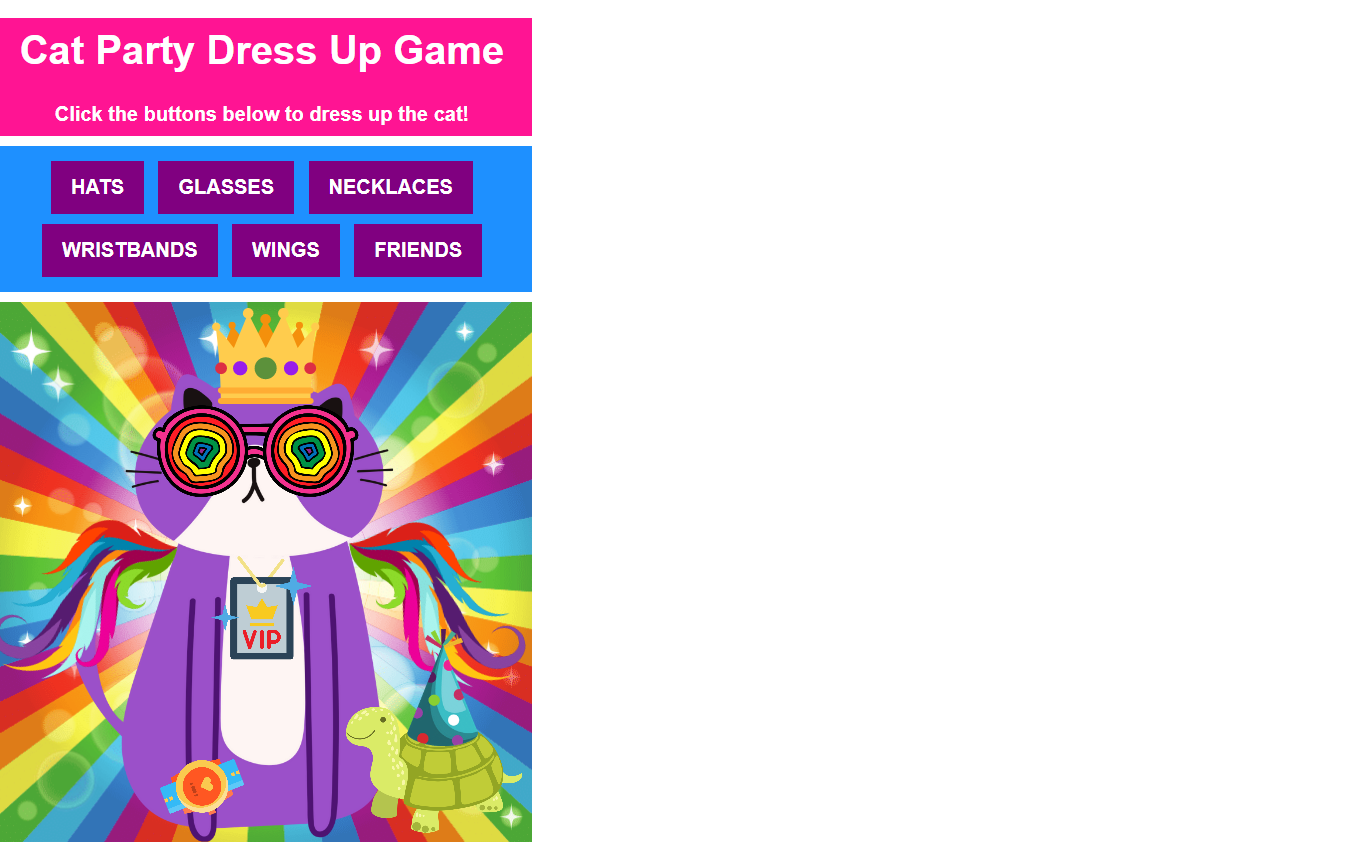 Cat Party Dress Up Game
Click the buttons below to dress up the cat!
HATS GLASSES NECKLACES
WRISTBANDS WINGS FRIENDS
VIP